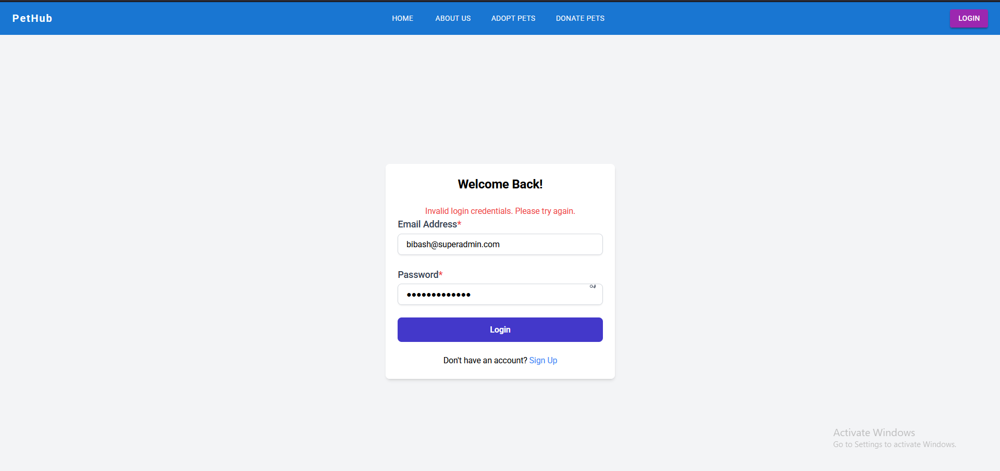 PetHub
HOME ABOUT US ADOPT PETS DONATE PETS
LOGIN
Welcome Back!
Invalid login credentials. Please try again.
Email Address*
bibash@superadmin.com
Password*
•••••••••••••
Login
Don't have an account? Sign Up
Activate Windows
Go to Settings to activate Windows.